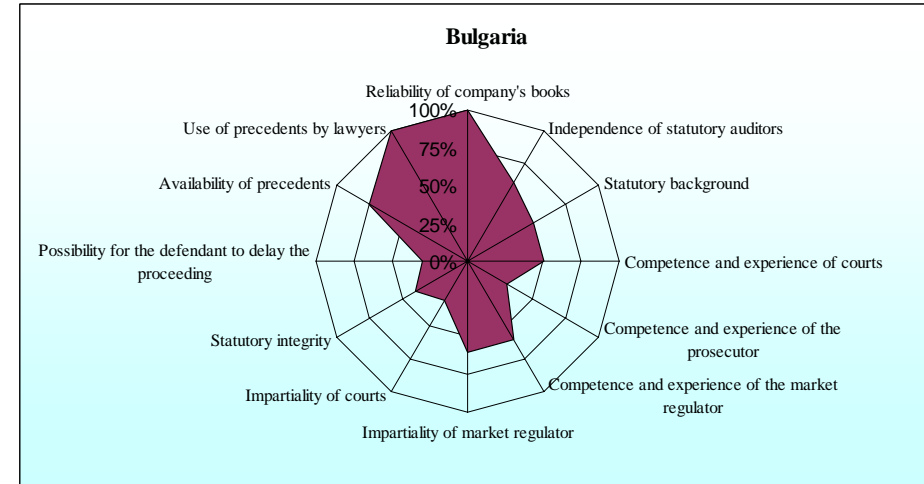 Bulgaria
Reliability of company's books
100%
Use of precedents by lawyers
Independence of statutory auditors
75%
Availability of precedents
Statutory background
50%
25%
Possibility for the defendant to delay the
proceeding
0%
Competence and experience of courts
Statutory integrity
Competence and experience of the
prosecutor
Impartiality of courts
Competence and experience of the market
regulator
Impartiality of market regulator